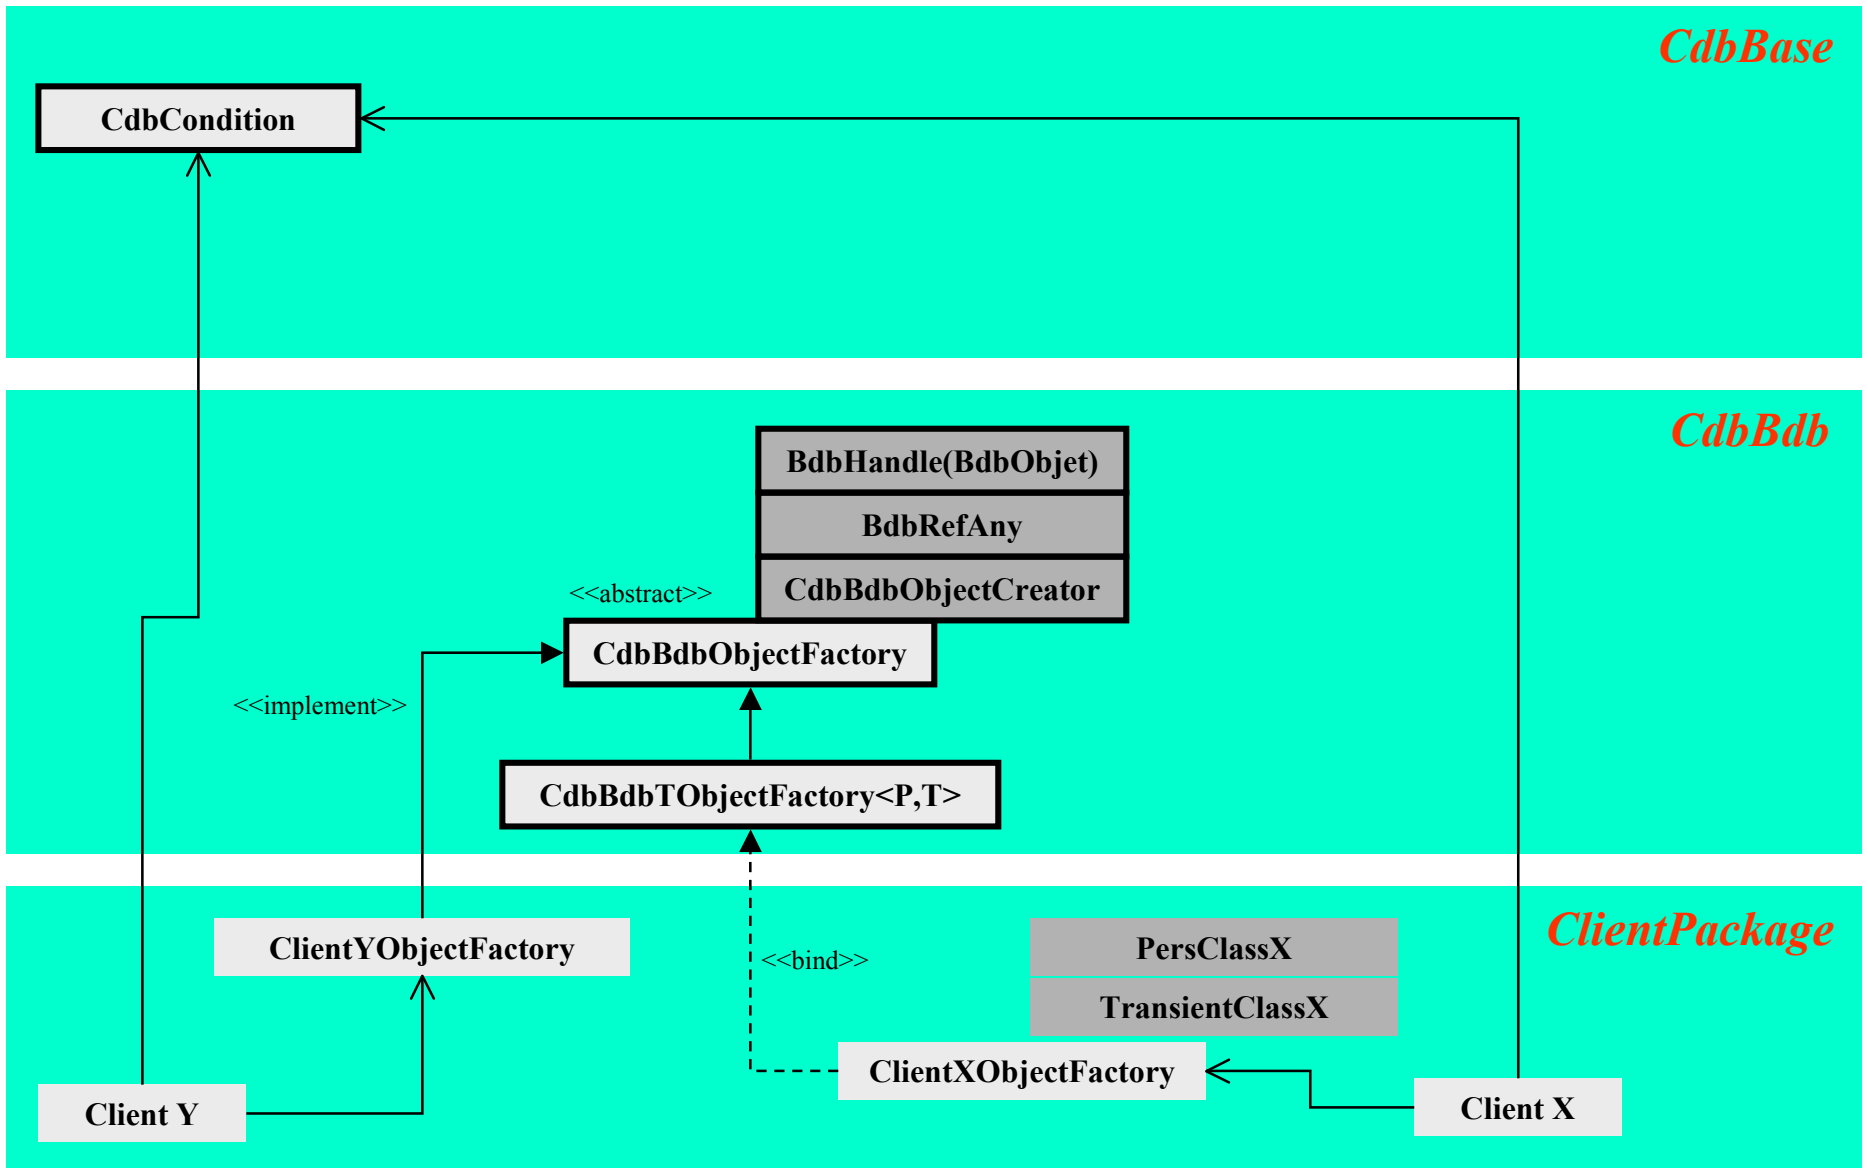 CdbBase
CdbCondition
CdbBdb
BdbHandle(BdbObjet)
BdbRefAny
CdbBdbObjectCreator
<<abstract>>
CdbBdbObjectFactory
<<implement>>
CdbBdbTObjectFactory<P,T>
ClientPackage
ClientYObjectFactory
<<bind>>
PersClassX
TransientClassX
ClientXObjectFactory
Client Y
Client X